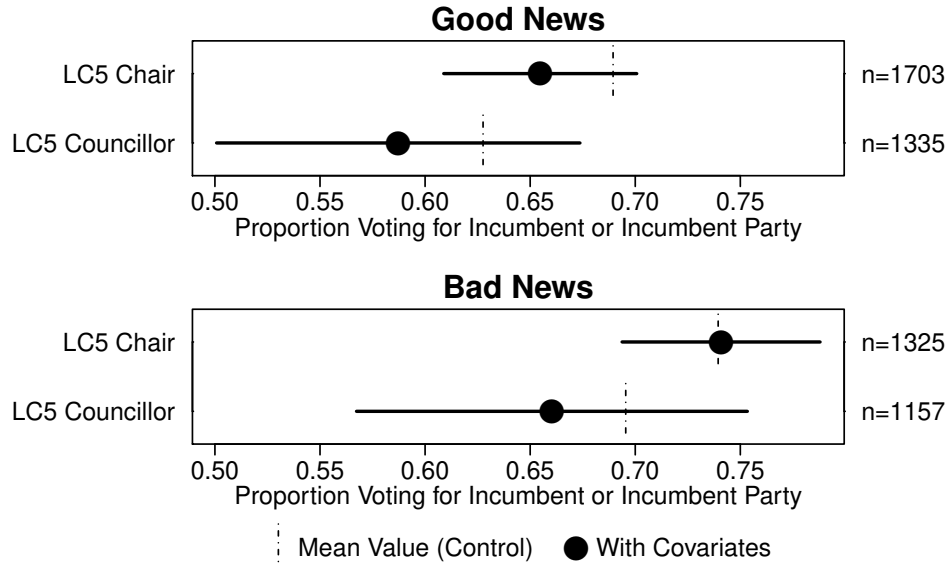 Good News
LC5 Chair
n=1703
LC5 Councillor
n=1335
0.50 0.55 0.60 0.65 0.70 0.75
Proportion Voting for Incumbent or Incumbent Party
Bad News
LC5 Chair
n=1325
LC5 Councillor
n=1157
0.50 0.55 0.60 0.65 0.70 0.75
Proportion Voting for Incumbent or Incumbent Party
Mean Value (Control) With Covariates